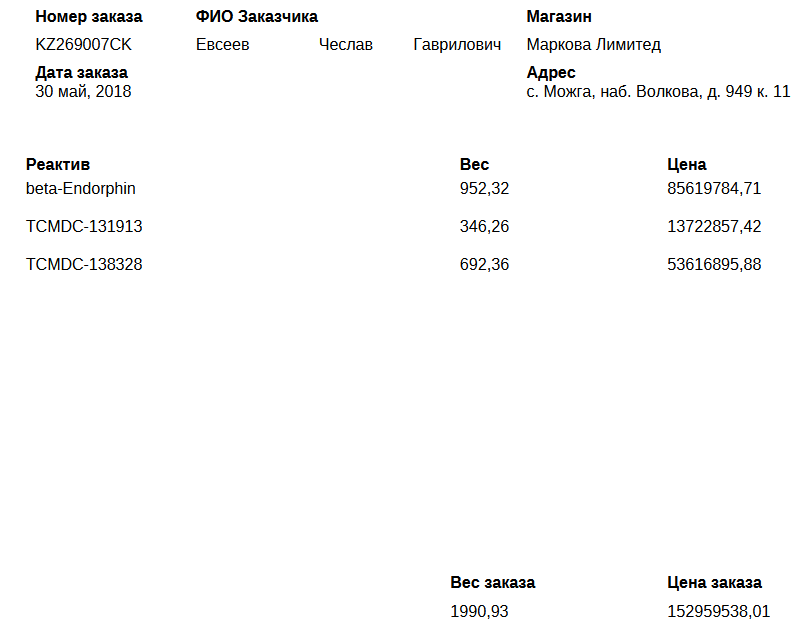 Номер заказа ФИО Заказчика Магазин
KZ269007CK Евсеев Чеслав Гаврилович Маркова Лимитед
Дата заказа Адрес
30 май, 2018 с. Можга, наб. Волкова, д. 949 к. 11
Реактив Вес Цена
beta-Endorphin 952,32 85619784,71
TCMDC-131913 346,26 13722857,42
TCMDC-138328 692,36 53616895,88
Вес заказа Цена заказа
1990,93 152959538,01